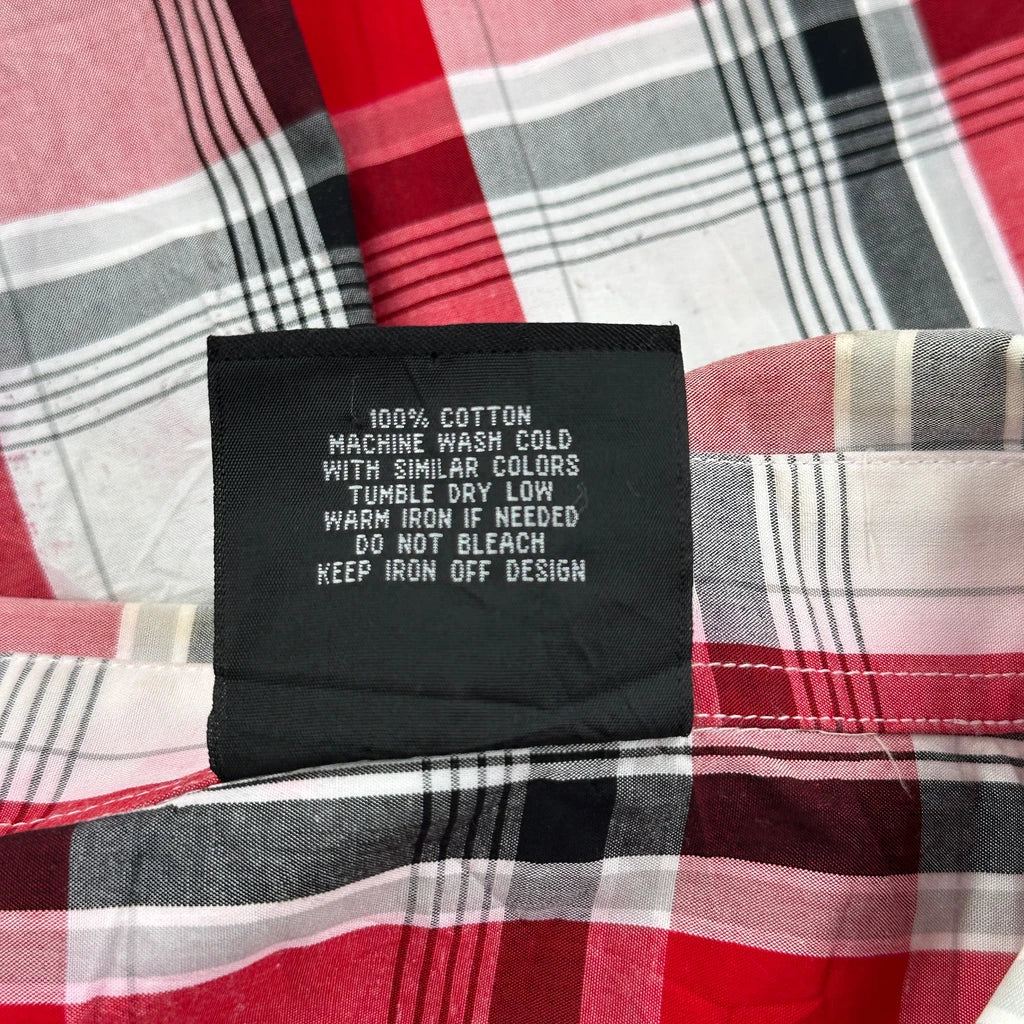 100% COTTON
MACHINE WASH COLD
WITH SIMILAR COLORS
TUMBLE DRY LOW
WARM IRON IF NEEDED
DO NOT BLEACH
KEEP IRON OFF DESIGN